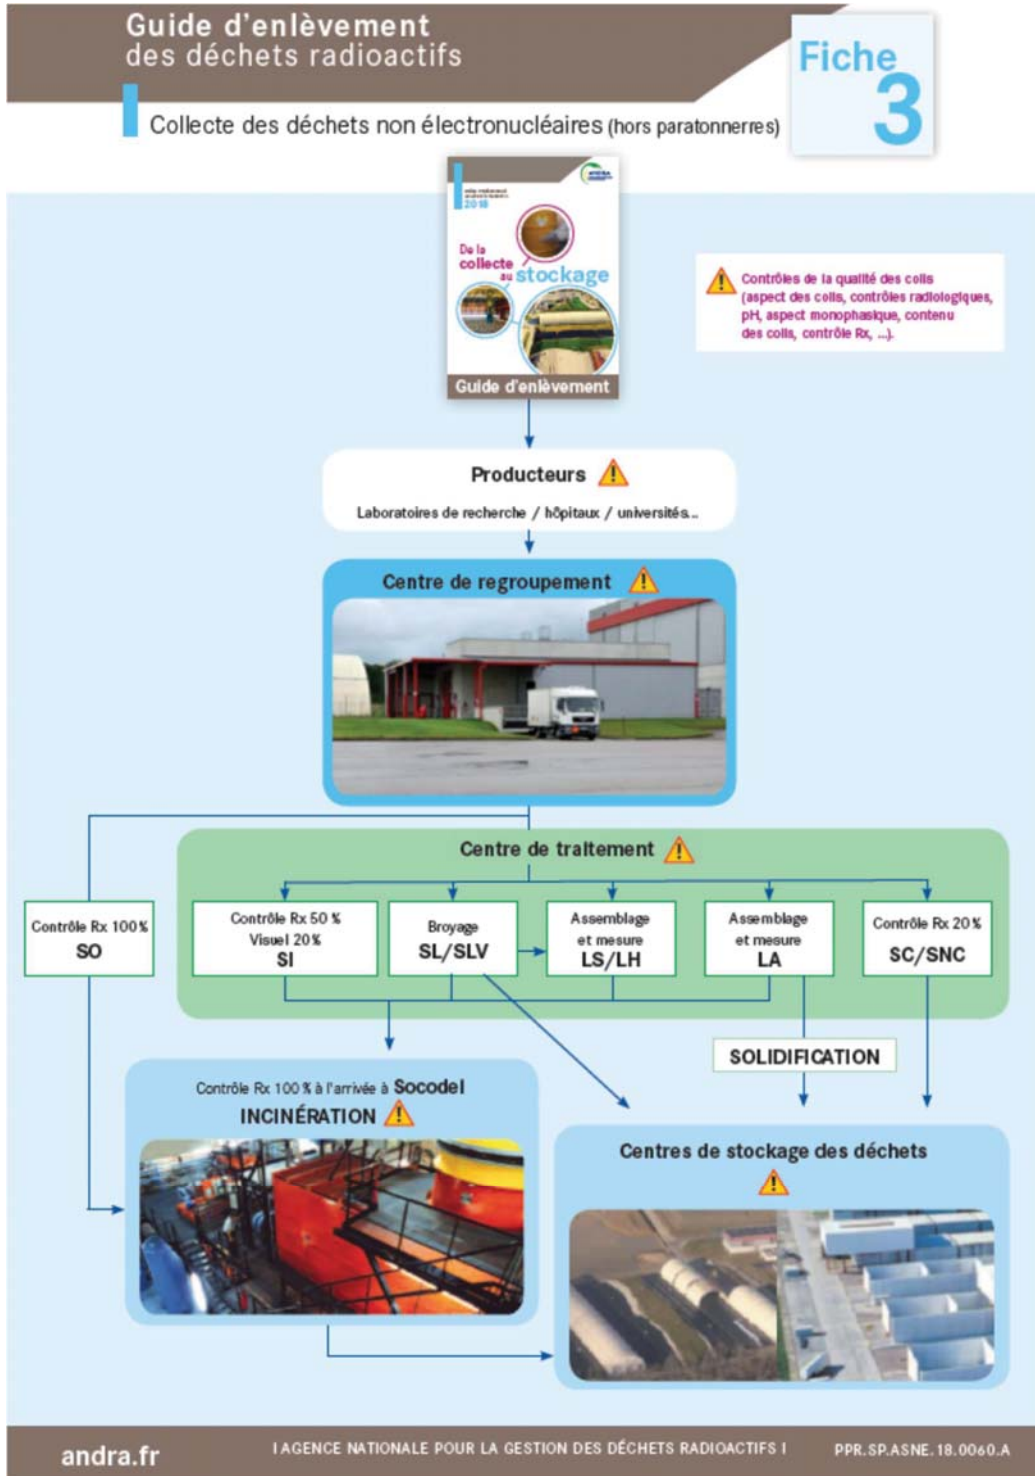 Guide d'enlèvement
des déchets radioactifs
Fiche
3
Collecte des déchets non électronucléaires (hors paratonnerres)
2018
De la
collecte
au stockage
Guide d'enlèvement
Contrôles de la qualité des colis
(aspect des colis, contrôles radiologiques,
pH, aspect monophasique, contenu
des colis, contrôle Rx, ...).
Producteurs
Laboratoires de recherche / hôpitaux / universités...
Centre de regroupement
Centre de traitement
Contrôle Rx 100 %
SO
Contrôle Rx 50 %
Visuel 20 %
SI
Broyage
SL/SLV
Assemblage
et mesure
LS/LH
Assemblage
et mesure
LA
Contrôle Rx 20 %
SC/SNC
SOLIDIFICATION
Contrôle Rx 100 % à l'arrivée à Socodel
INCINÉRATION
Centres de stockage des déchets
andra.fr
I AGENCE NATIONALE POUR LA GESTION DES DÉCHETS RADIOACTIFS I
PPR.SP.ASNE.18.0060.A